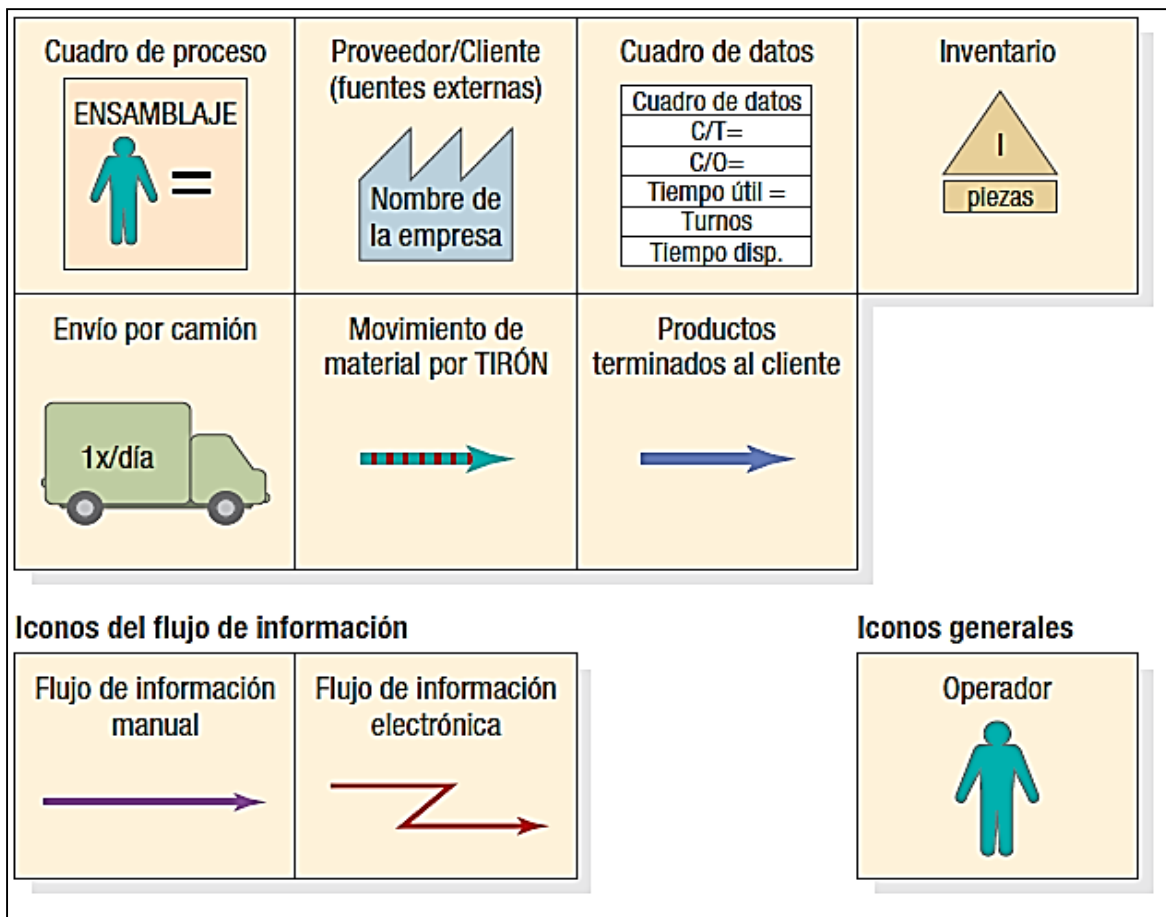 Cuadro de proceso
ENSAMBLAJE
=
Proveedor/Cliente
(fuentes externas)
Nombre de
la empresa
Cuadro de datos
Cuadro de datos
C/T=
C/O=
Tiempo útil =
Turnos
Tiempo disp.
Inventario
I
piezas
Envío por camión
1x/día
Movimiento de
material por TIRÓN
Productos
terminados al cliente
Iconos del flujo de información
Flujo de información
manual
Flujo de información
electrónica
Iconos generales
Operador